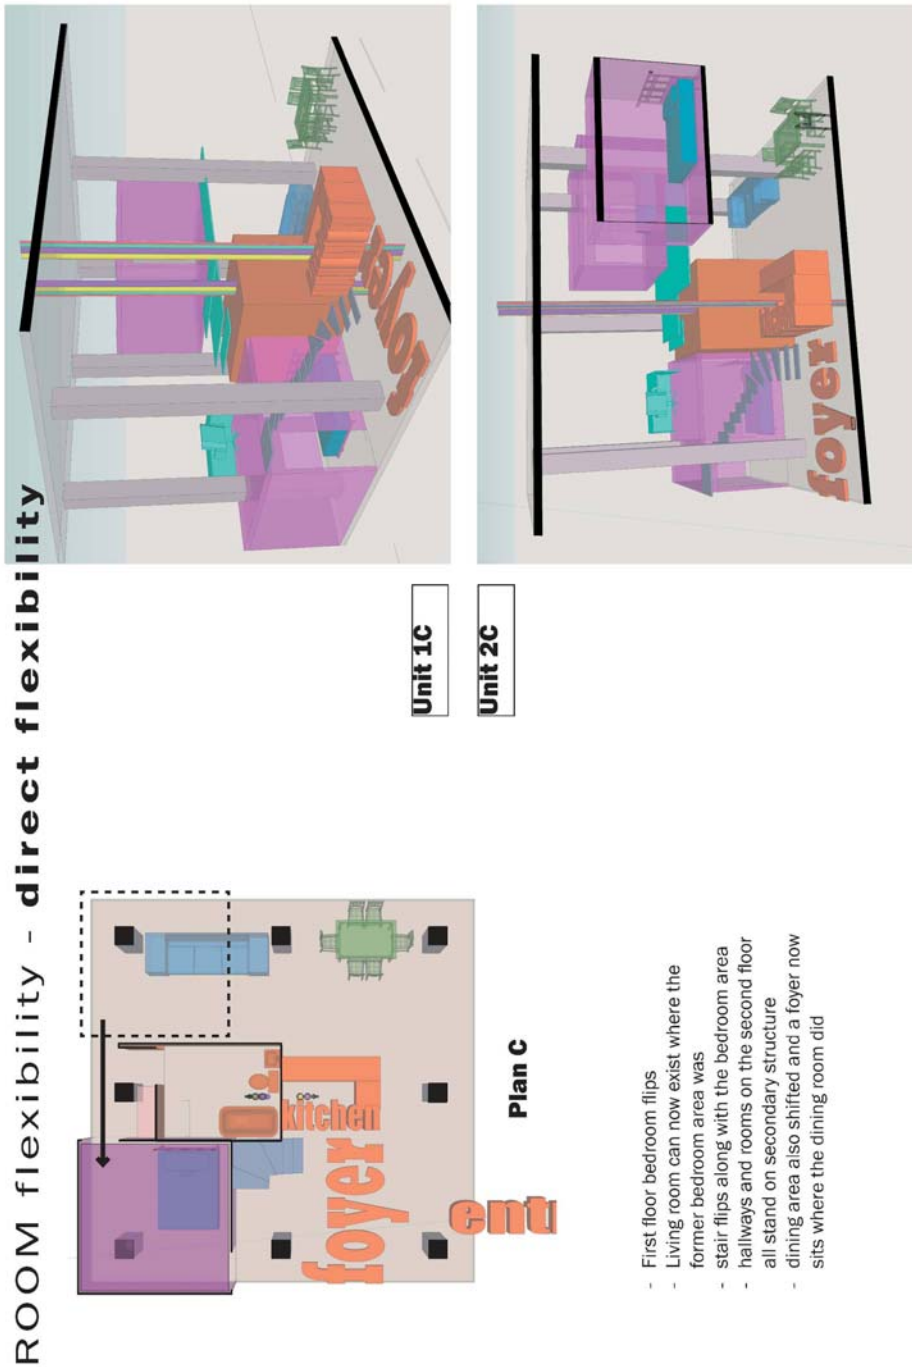 ROOM flexibility - direct flexibility
foyer
kitchen
ent
Plan C
- First floor bedroom flips
- Living room can now exist where the
former bedroom area was
- stair flips along with the bedroom area
- hallways and rooms on the second floor
all stand on secondary structure
- dining area also shifted and a foyer now
sits where the dining room did
Unit 1C
Unit 2C
foyer
foyer